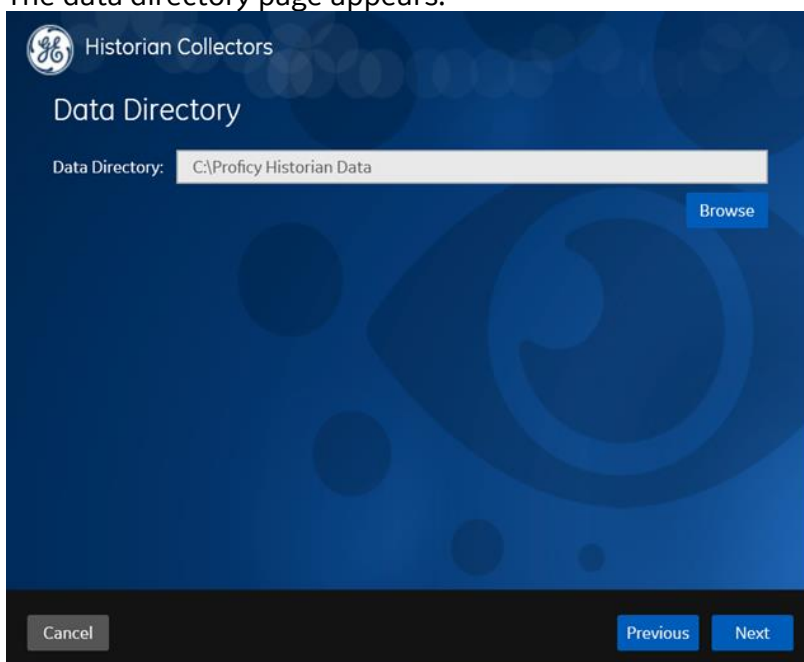 The data directory page appears.
Historian Collectors
Data Directory
Data Directory: C:\Proficy Historian Data
Browse
Cancel Previous Next